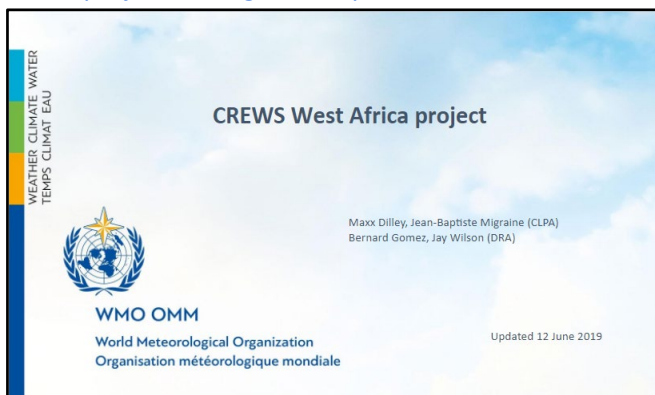 WEATHER CLIMATE WATER
TEMPS CLIMAT EAU
CREWS West Africa project
Maxx Dilley, Jean-Baptiste Migraine (CLPA)
Bernard Gomez, Jay Wilson (DRA)
WMO OMM
World Meteorological Organization
Organisation météorologique mondiale
Updated 12 June 2019